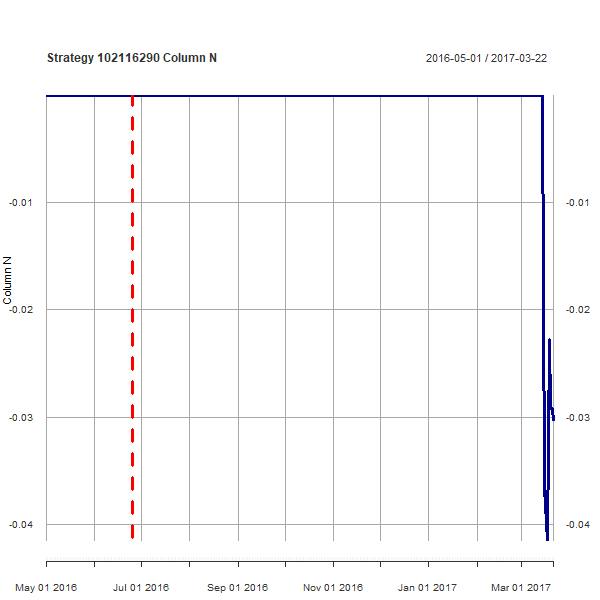 Strategy 102116290 Column N
2016-05-01 / 2017-03-22
Column N
-0.01
-0.02
-0.03
-0.04
-0.01
-0.02
-0.03
-0.04
May 01 2016
Jul 01 2016
Sep 01 2016
Nov 01 2016
Jan 01 2017
Mar 01 2017